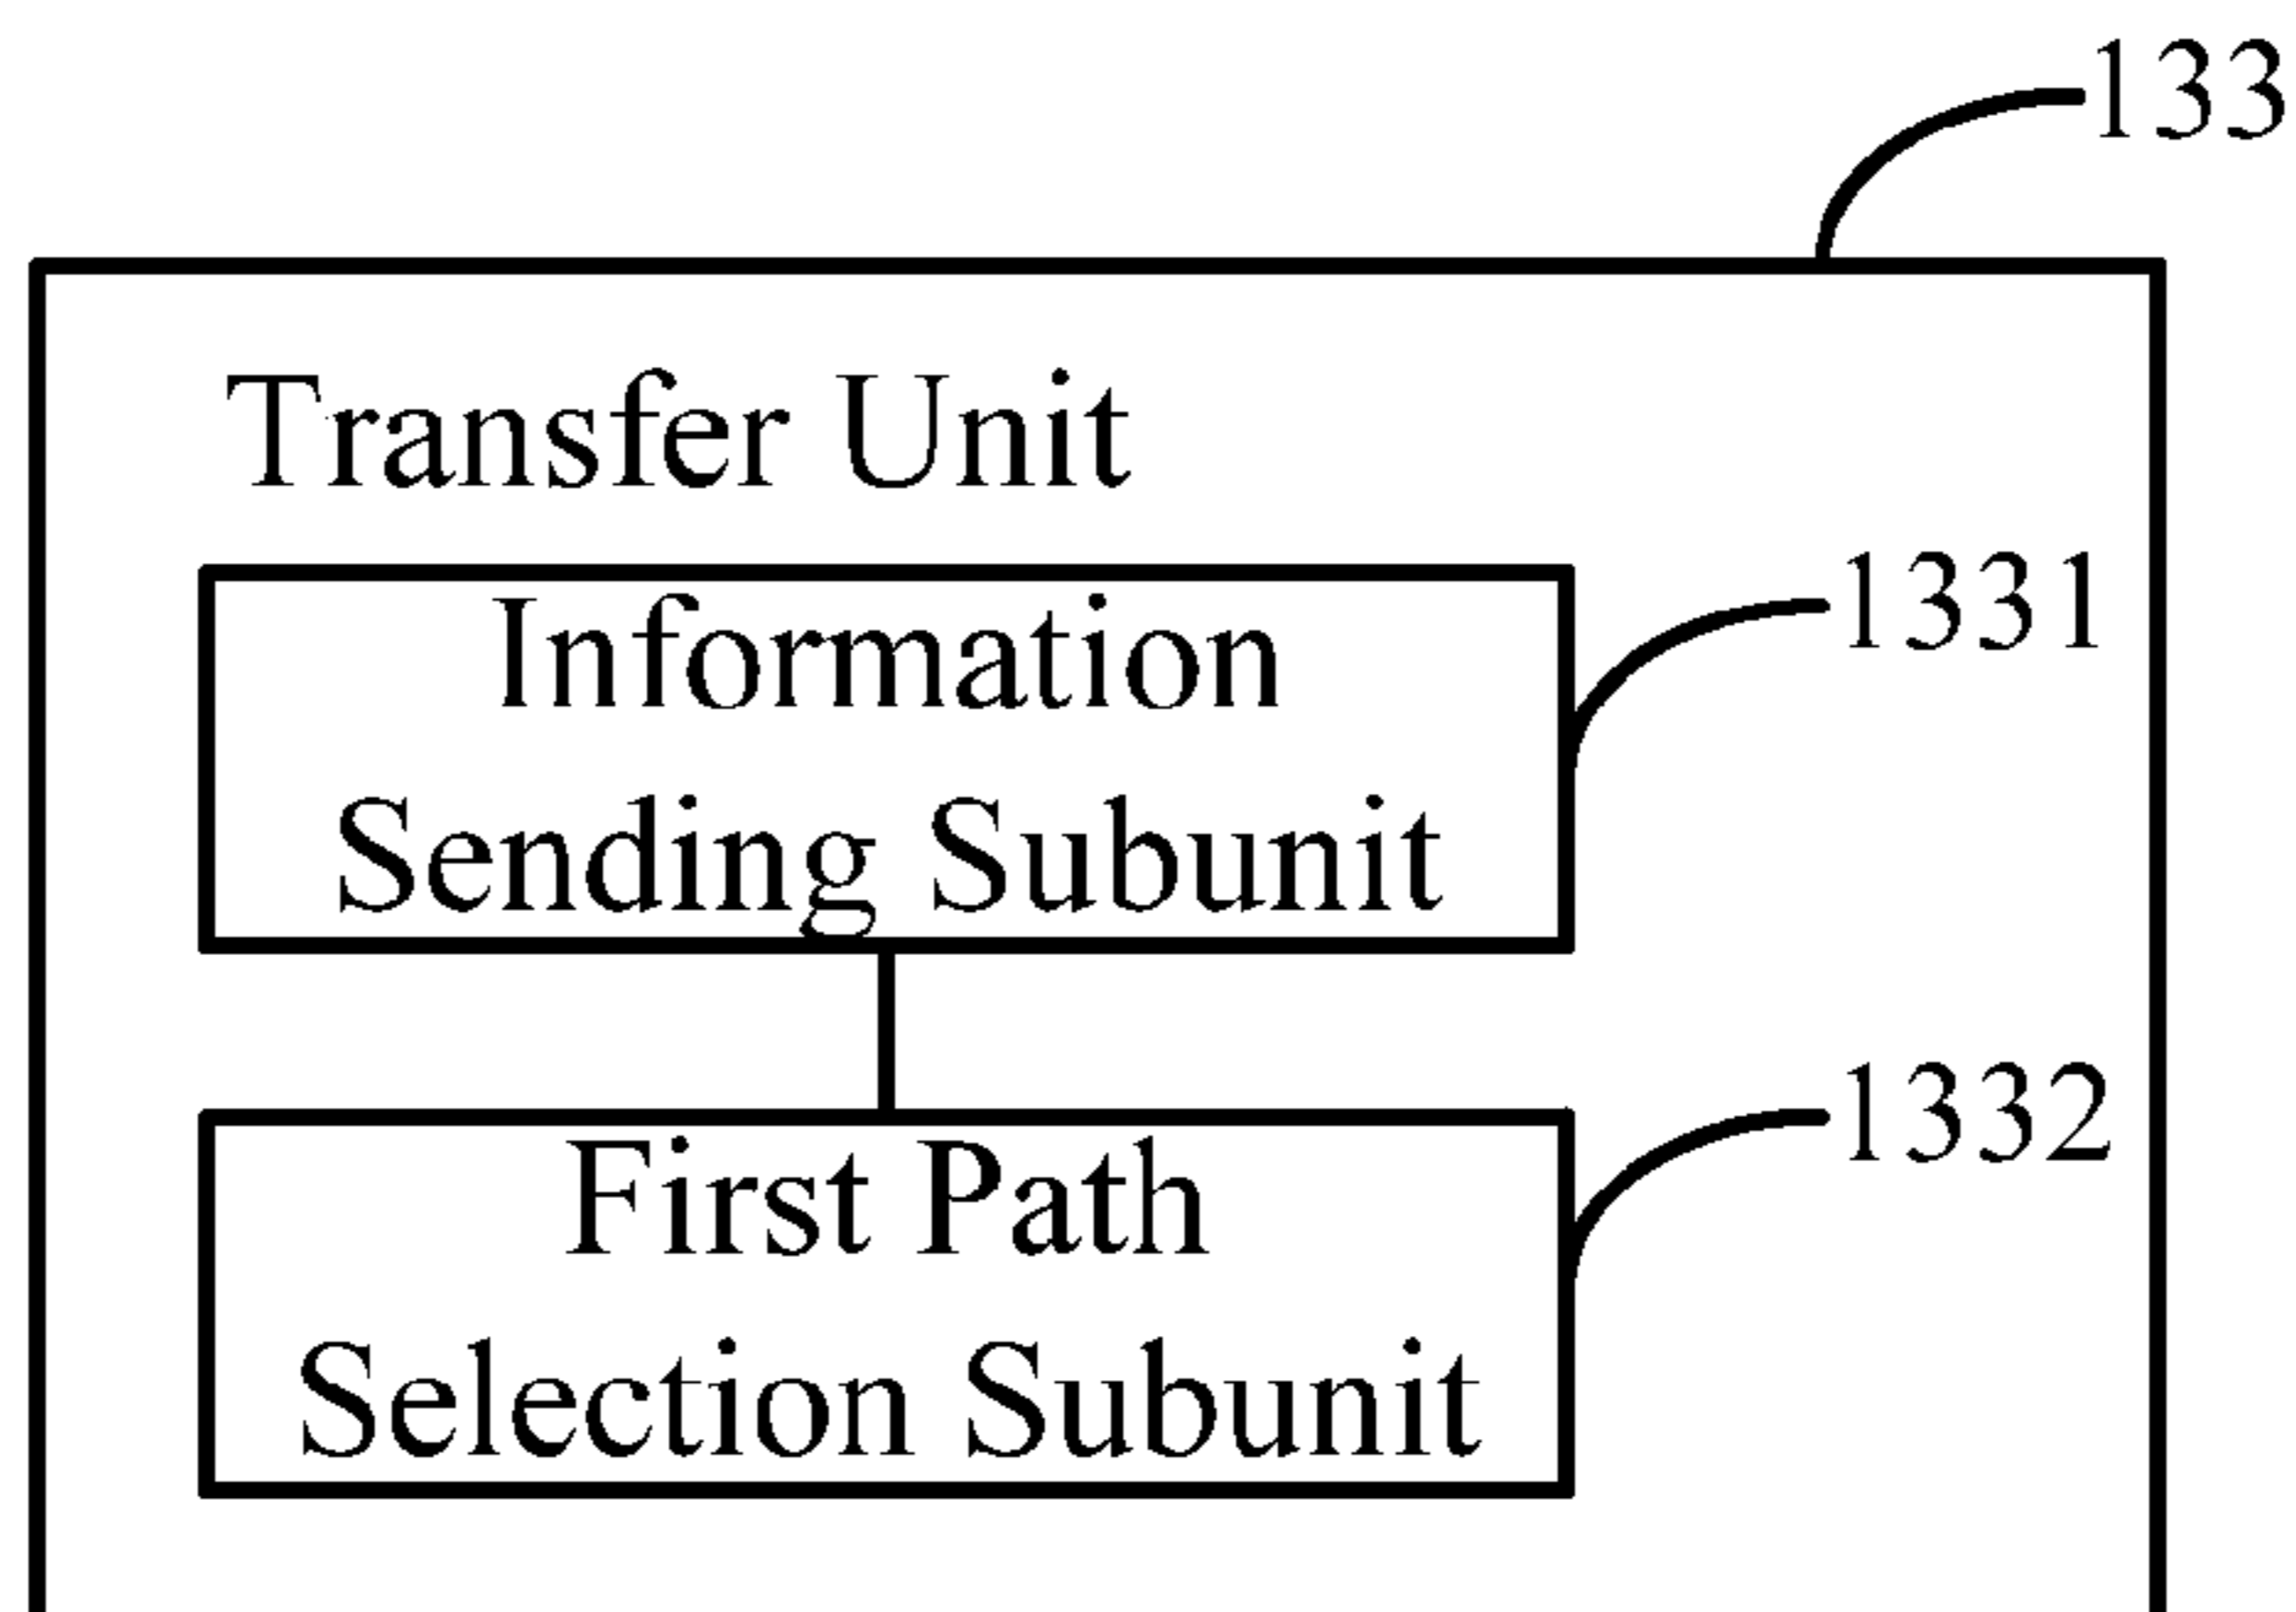 133
Transfer Unit
Information
Sending Subunit
1331
First Path
Selection Subunit
1332